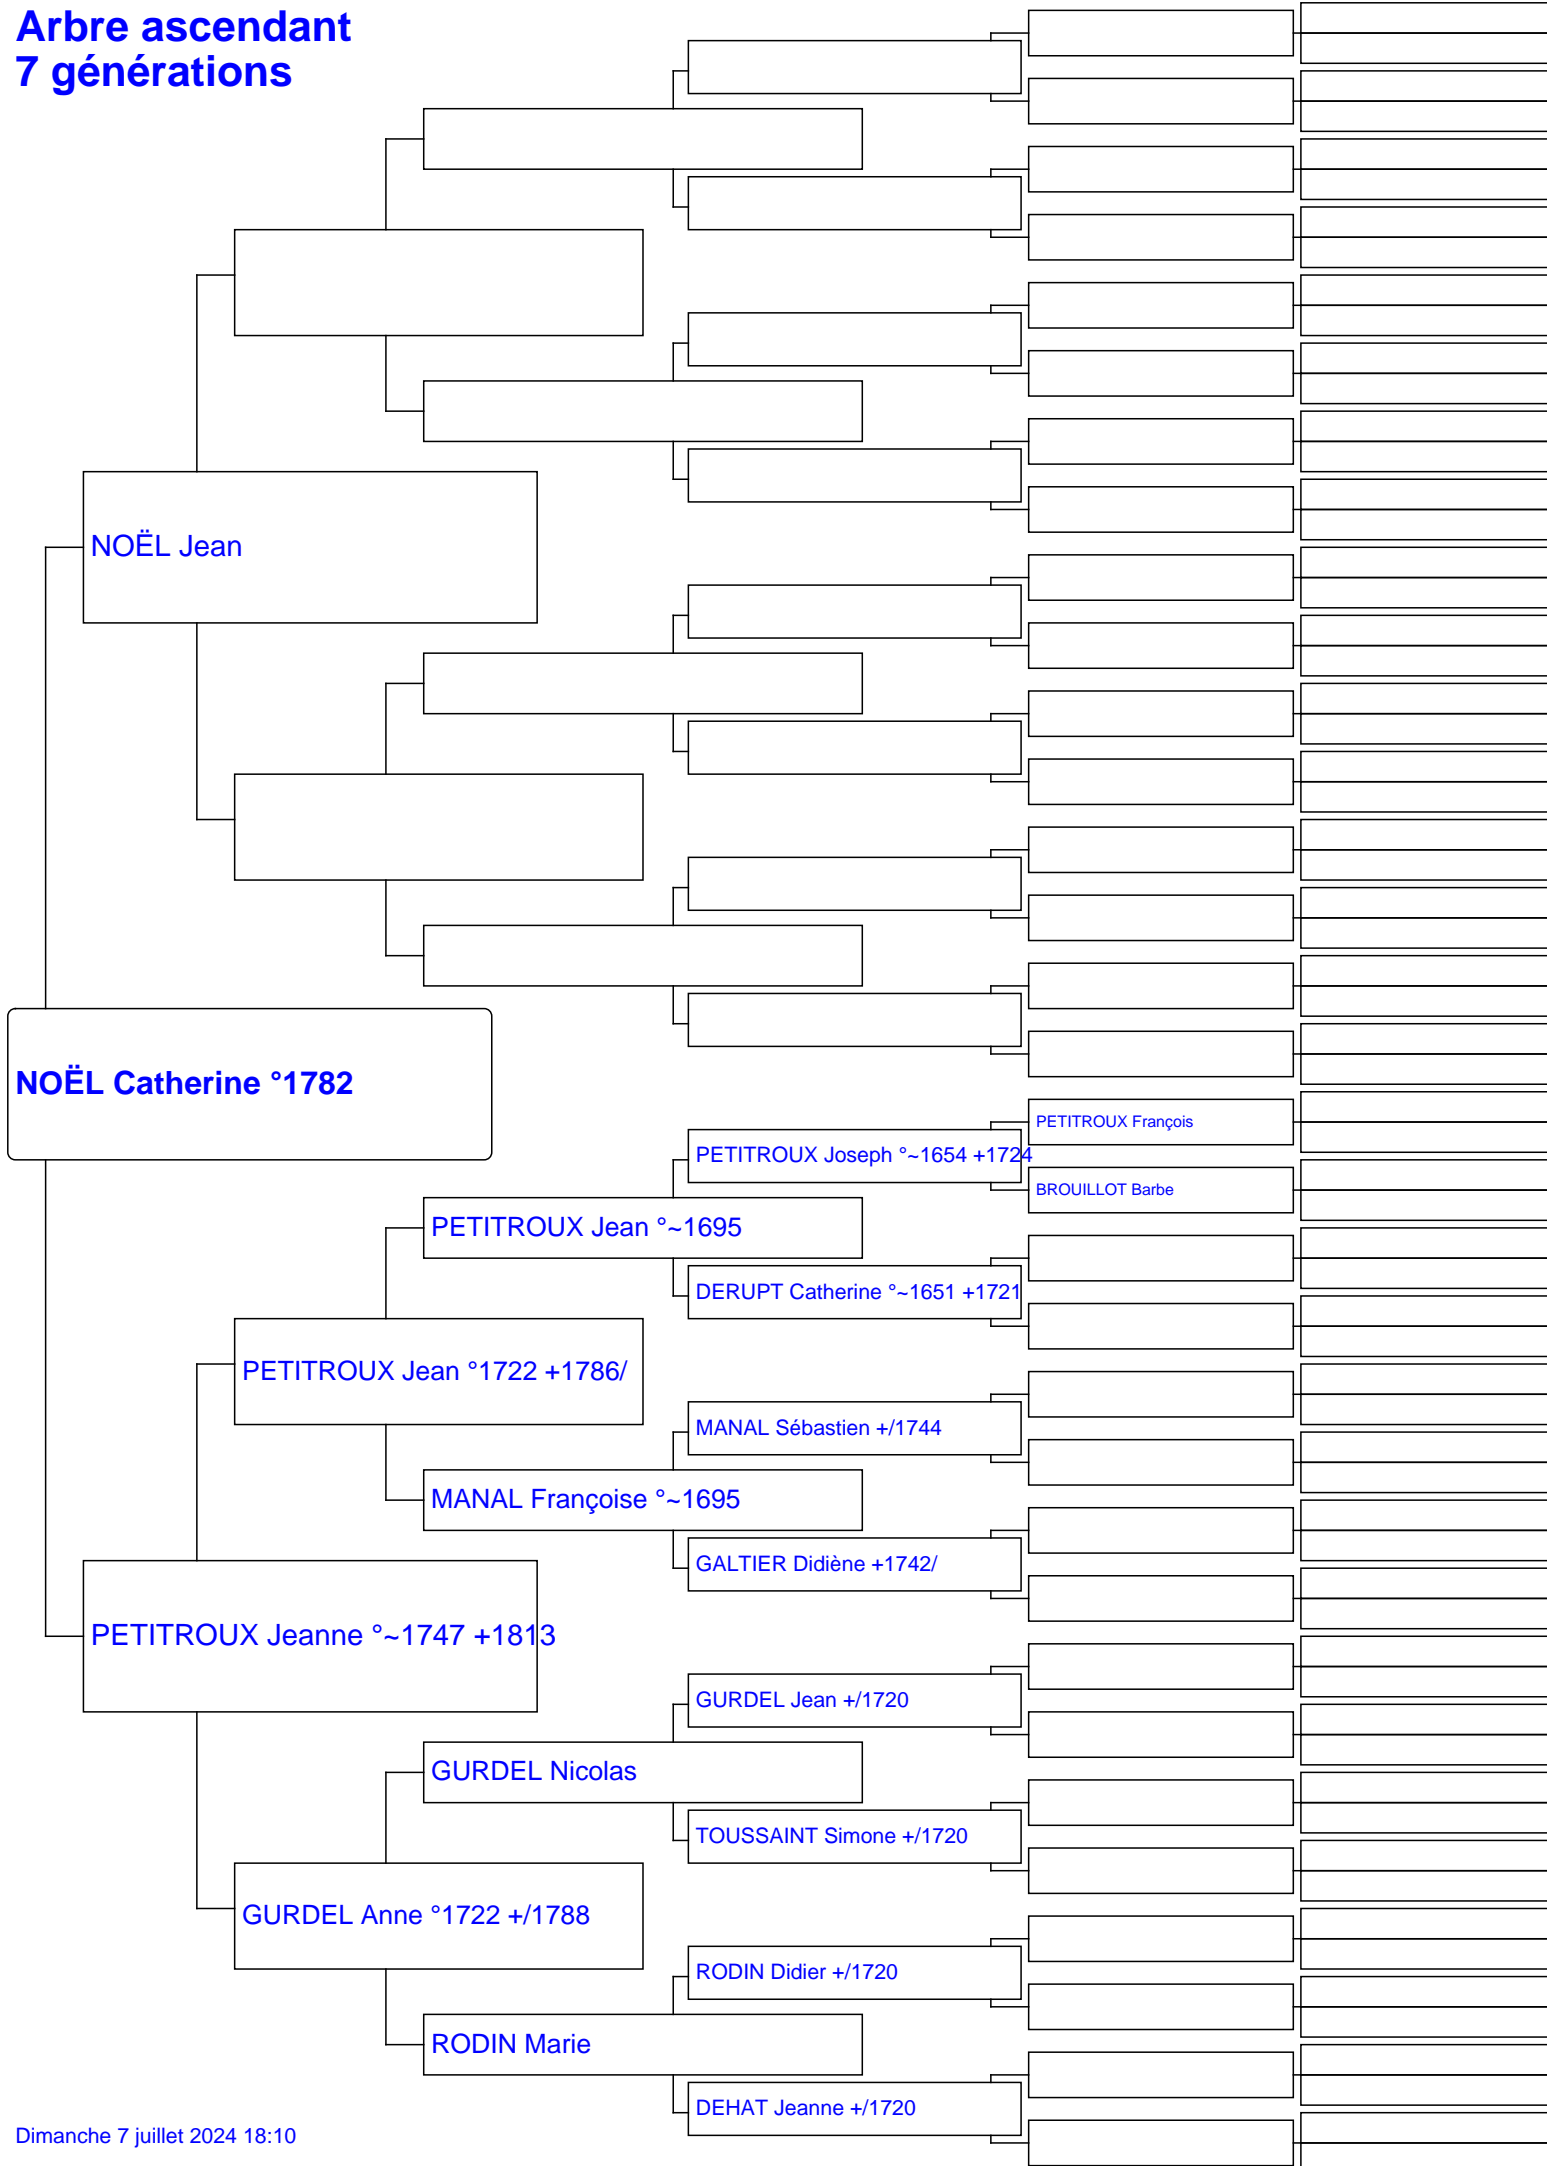 Arbre ascendant
7 générations
NOËL Jean
NOËL Catherine °1782
PETITROUX François
PETITROUX Joseph °~1654 +1724
BROUILLOT Barbe
PETITROUX Jean °~1695
DERUPT Catherine °~1651 +1721
PETITROUX Jean °1722 +1786/
MANAL Sébastien +/1744
MANAL Françoise °~1695
GALTIER Didiène +1742/
PETITROUX Jeanne °~1747 +1813
GURDEL Jean +/1720
GURDEL Nicolas
TOUSSAINT Simone +/1720
GURDEL Anne °1722 +/1788
RODIN Didier +/1720
RODIN Marie
DEHAT Jeanne +/1720
Dimanche 7 juillet 2024 18:10